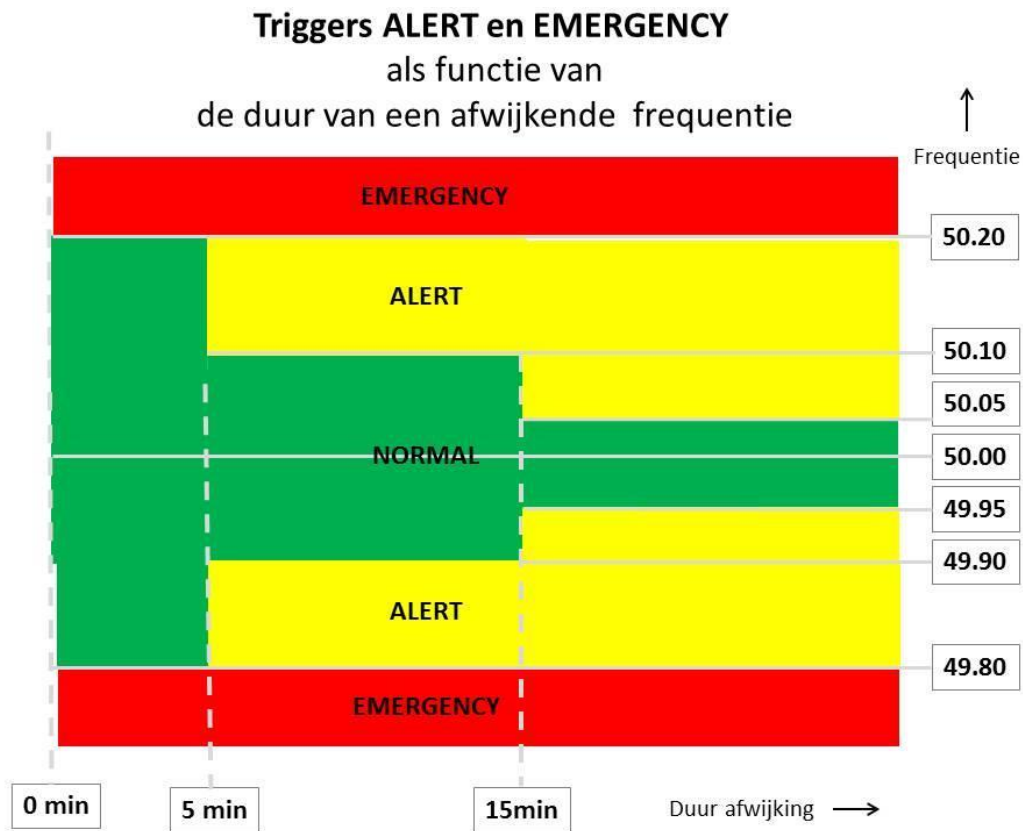 Triggers ALERT en EMERGENCY
als functie van
de duur van een afwijkende frequentie
Frequentie
EMERGENCY
50.20
ALERT
50.10
50.05
NORMAL
50.00
49.95
49.90
ALERT
49.80
EMERGENCY
0 min
5 min
15min
Duur afwijking